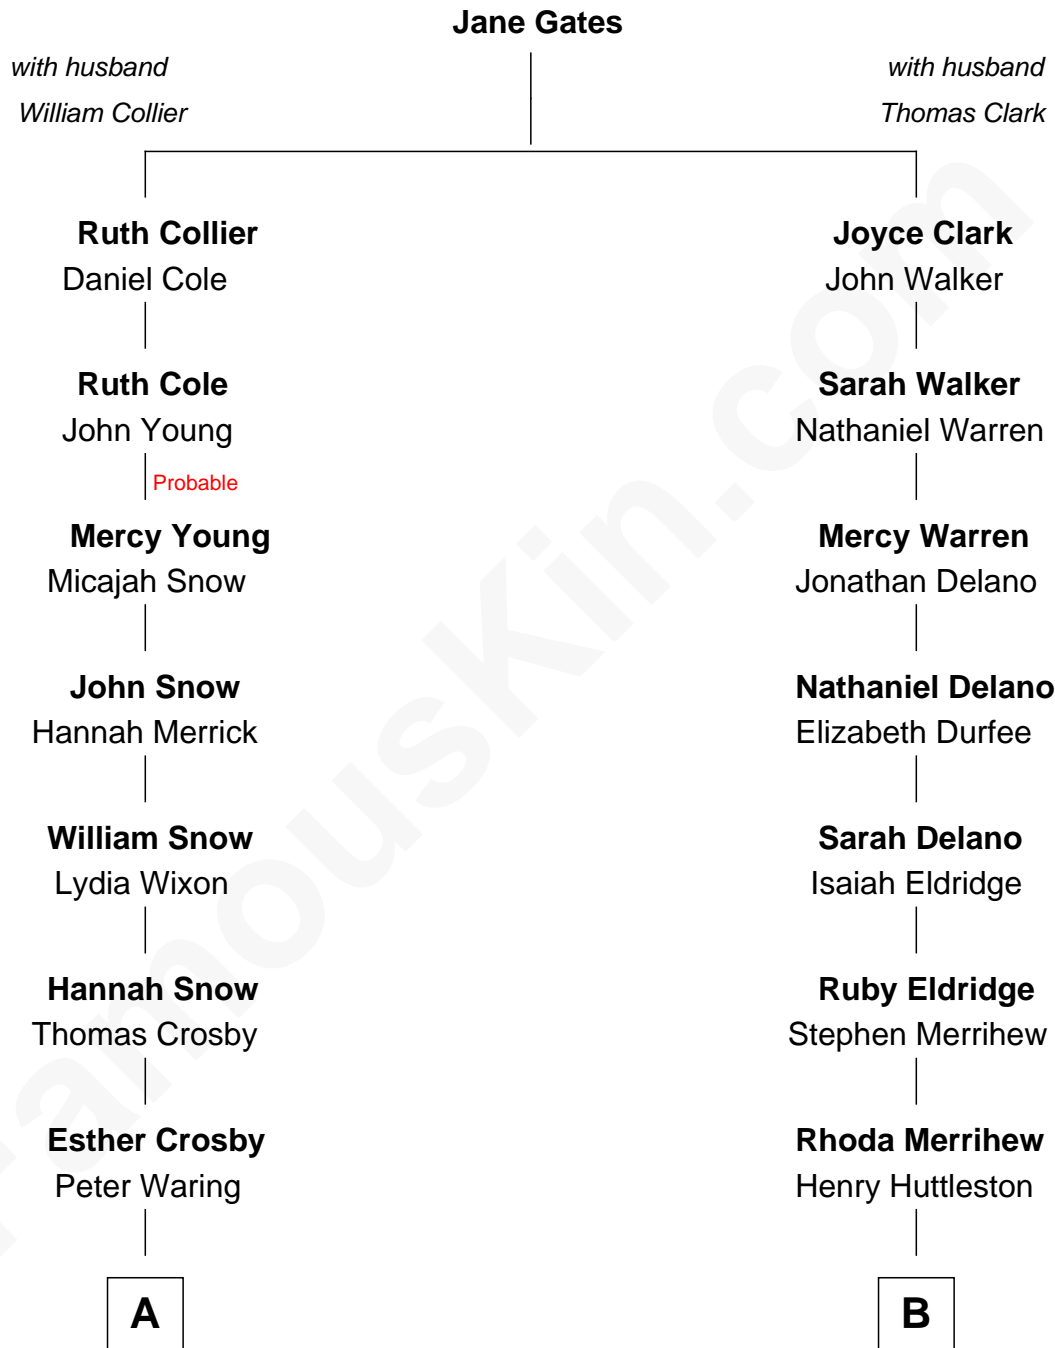 Jane Gates
with husband
William Collier
with husband
Thomas Clark
Ruth Collier
Daniel Cole
Joyce Clark
John Walker
Ruth Cole
John Young
Sarah Walker
Nathaniel Warren
Probable
Mercy Young
Micajah Snow
Mercy Warren
Jonathan Delano
John Snow
Hannah Merrick
Nathaniel Delano
Elizabeth Durfee
William Snow
Lydia Wixon
Sarah Delano
Isaiah Eldridge
Hannah Snow
Thomas Crosby
Ruby Eldridge
Stephen Merrihew
Esther Crosby
Peter Waring
Rhoda Merrihew
Henry Huttleston
A
B
FamousKin.com